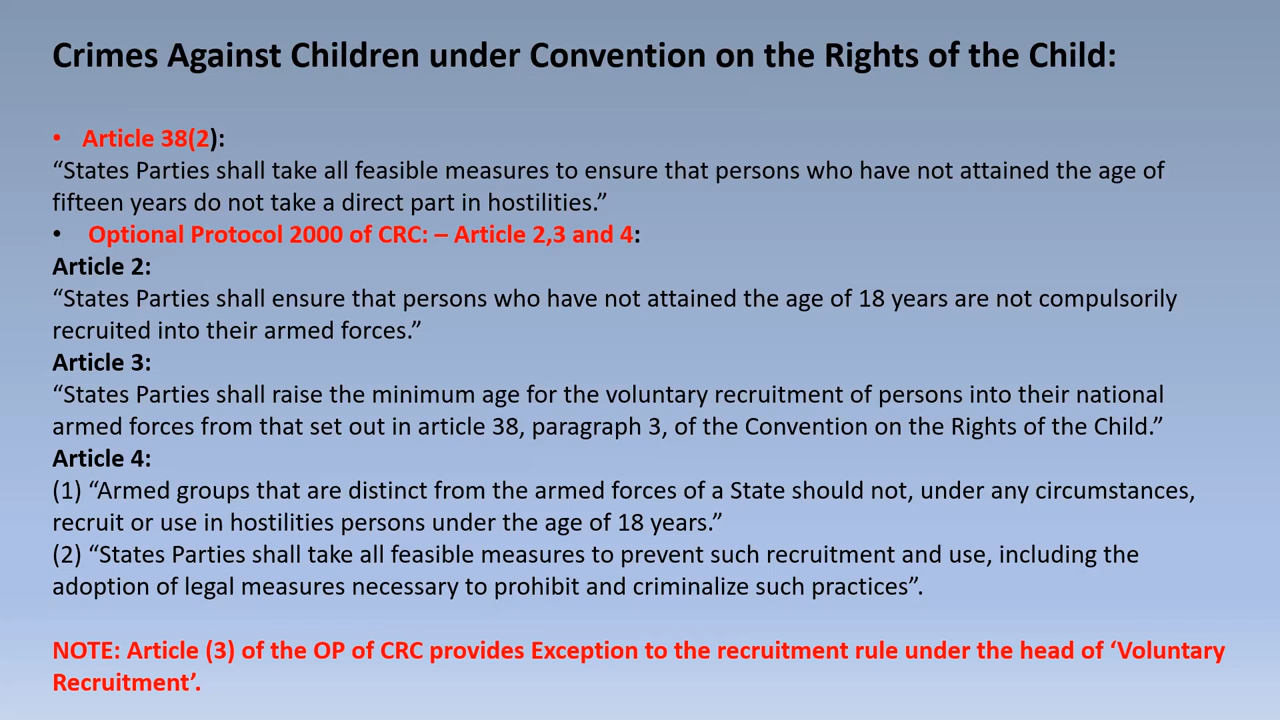 Crimes Against Children under Convention on the Rights of the Child:
• Article 38(2):
“States Parties shall take all feasible measures to ensure that persons who have not attained the age of
fifteen years do not take a direct part in hostilities.”
• Optional Protocol 2000 of CRC: – Article 2,3 and 4:
Article 2:
“States Parties shall ensure that persons who have not attained the age of 18 years are not compulsorily
recruited into their armed forces.”
Article 3:
“States Parties shall raise the minimum age for the voluntary recruitment of persons into their national
armed forces from that set out in article 38, paragraph 3, of the Convention on the Rights of the Child.”
Article 4:
(1) “Armed groups that are distinct from the armed forces of a State should not, under any circumstances,
recruit or use in hostilities persons under the age of 18 years.”
(2) “States Parties shall take all feasible measures to prevent such recruitment and use, including the
adoption of legal measures necessary to prohibit and criminalize such practices”.
NOTE: Article (3) of the OP of CRC provides Exception to the recruitment rule under the head of ‘Voluntary
Recruitment’.